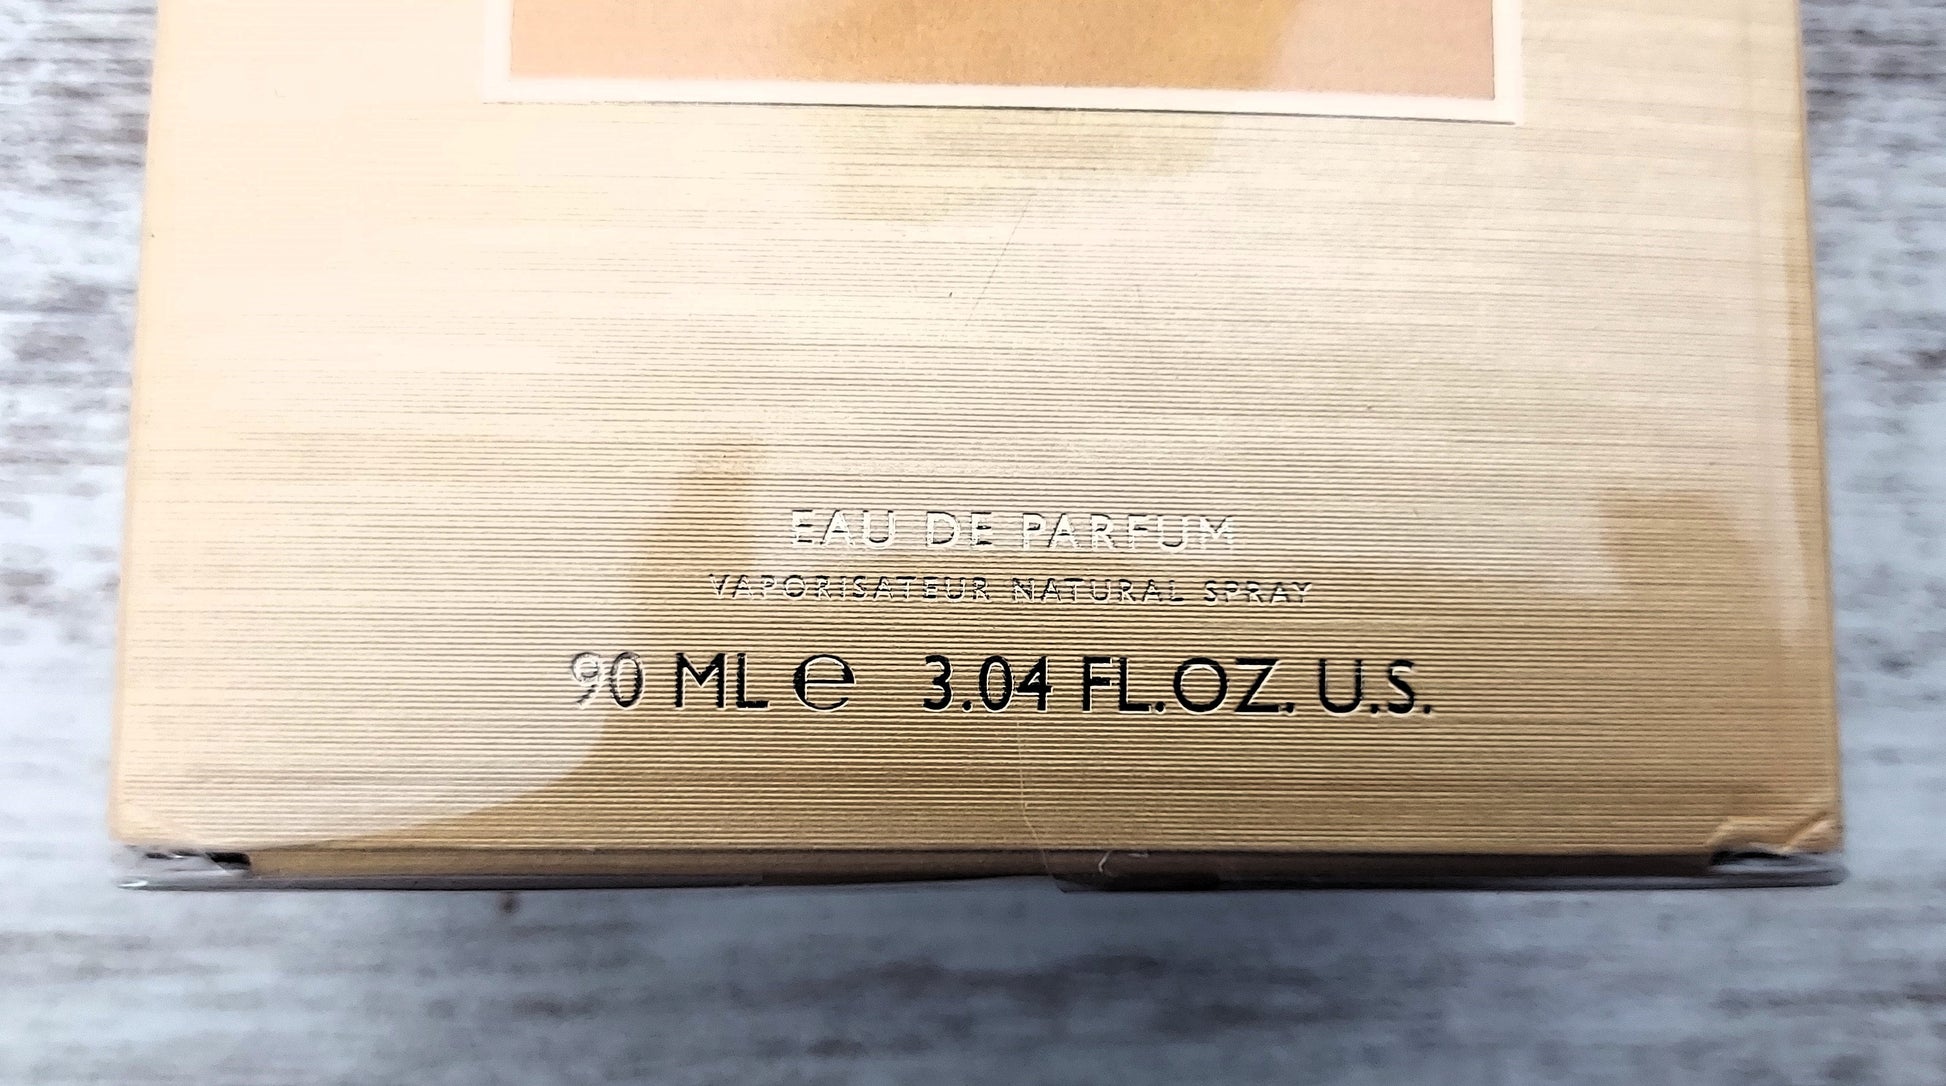 EAU DE PARFUM
VAPORISATEUR NATURAL SPRAY
90 ML ℮ 3.04 FL.OZ. U.S.